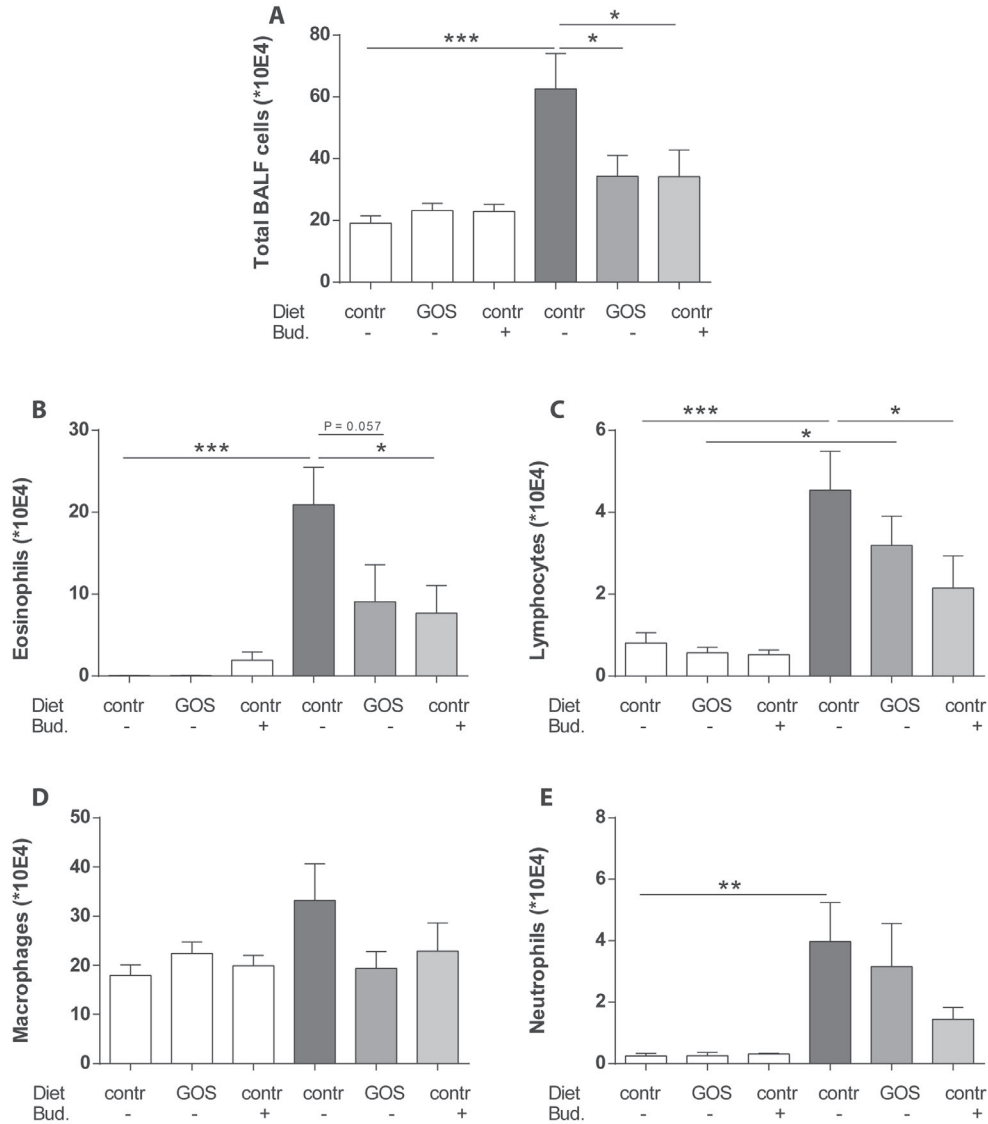 A
Total BALF cells (*10E4)
80
60
40
20
0
***
*
*
Diet contr GOS contr contr GOS contr
Bud. - - + - - +
B
Eosinophils (*10E4)
30
20
10
0
***
P = 0.057
*
Diet contr GOS contr contr GOS contr
Bud. - - + - - +
C
Lymphocytes (*10E4)
6
4
2
0
***
*
*
Diet contr GOS contr contr GOS contr
Bud. - - + - - +
D
Macrophages (*10E4)
50
40
30
20
10
0
Diet contr GOS contr contr GOS contr
Bud. - - + - - +
E
Neutrophils (*10E4)
8
6
4
2
0
**
Diet contr GOS contr contr GOS contr
Bud. - - + - - +